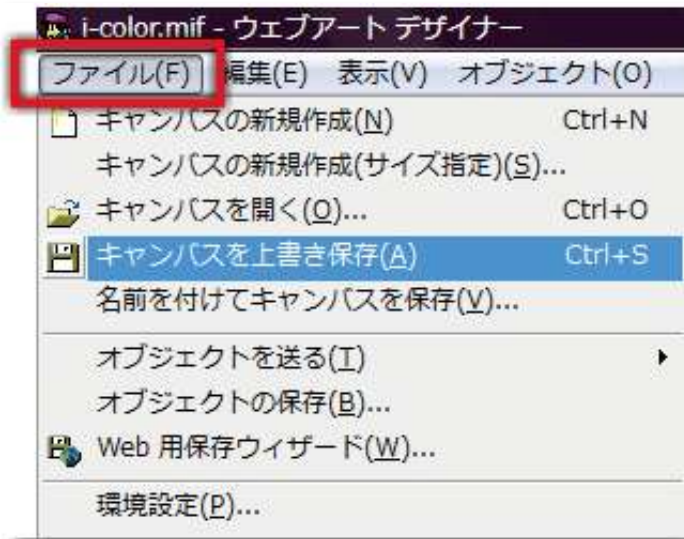 i-color.mif - ウェブアート デザイナー
ファイル(F) 編集(E) 表示(V) オブジェクト(O)
キャンバスの新規作成(N) Ctrl+N
キャンバスの新規作成(サイズ指定)(S)...
キャンバスを開く(O)... Ctrl+O
キャンバスを上書き保存(A) Ctrl+S
名前を付けてキャンバスを保存(V)...
オブジェクトを送る(T)
オブジェクトの保存(B)...
Web 用保存ウィザード(W)...
環境設定(P)...